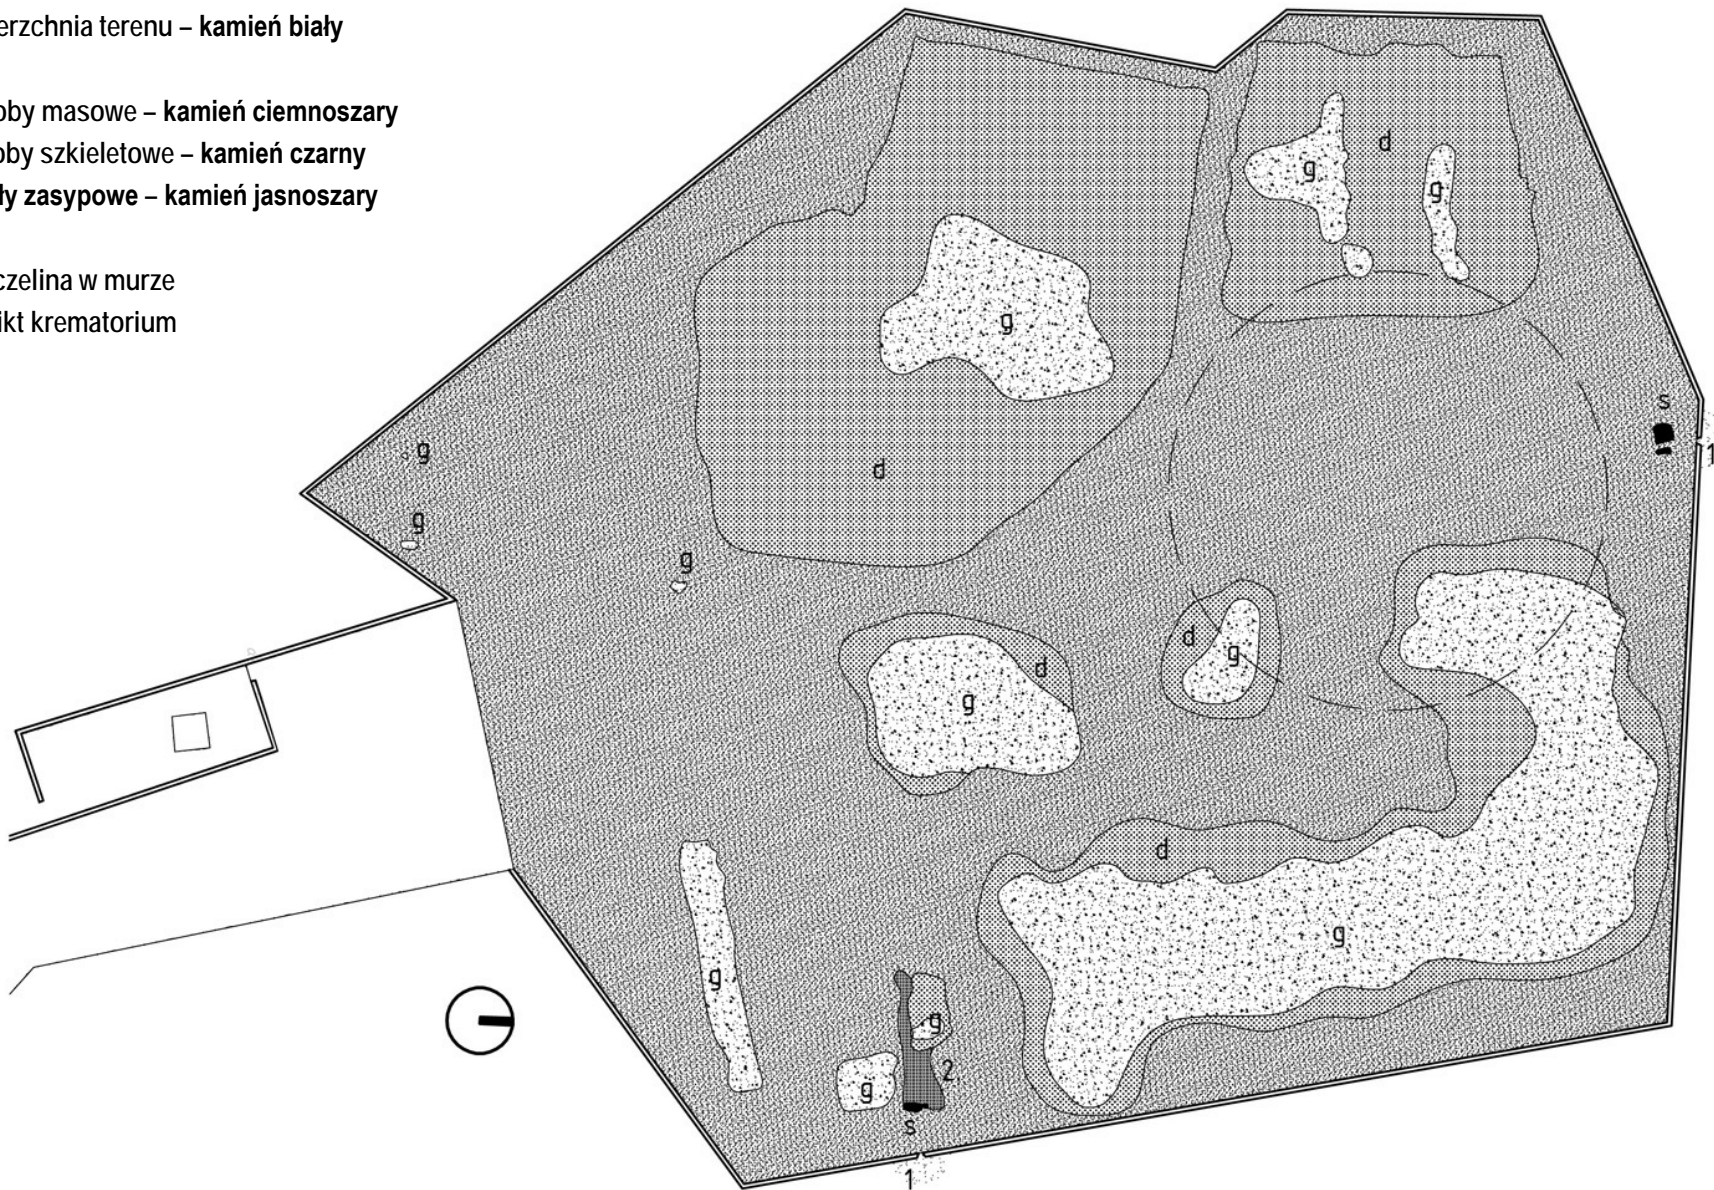 erzchnia terenu – kamień biały
oby masowe – kamień ciemnoszary
oby szkieletowe – kamień czarny
ły zasypowe – kamień jasnoszary
czelina w murze
ikt krematorium
d
g
g
g
d
s
1
g
g
g
d
d
g
d
g
d
g
g
g
g
2
s
1